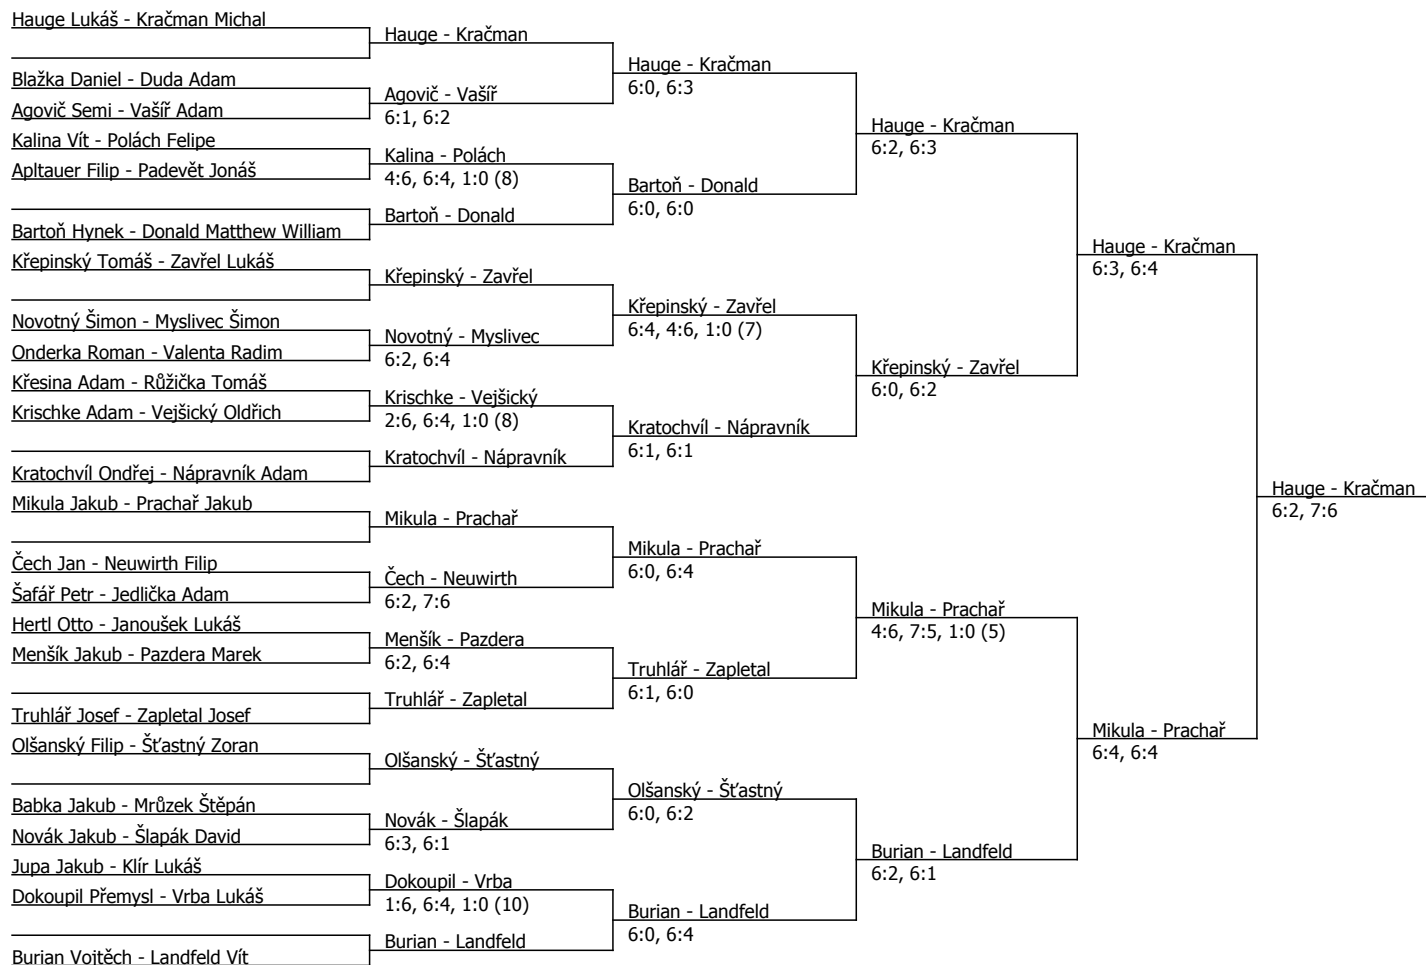 Hauge Lukáš - Kračman Michal
Blažka Daniel - Duda Adam
Agovič Semi - Vašíř Adam
Kalina Vít - Polách Felipe
Apltauer Filip - Padevět Jonáš
Bartoň Hynek - Donald Matthew William
Křepinský Tomáš - Zavřel Lukáš
Novotný Šimon - Myslivec Šimon
Onderka Roman - Valenta Radim
Křesina Adam - Růžička Tomáš
Krischke Adam - Vejšický Oldřich
Kratochvíl Ondřej - Nápravník Adam
Mikula Jakub - Prachař Jakub
Čech Jan - Neuwirth Filip
Šafář Petr - Jedlička Adam
Hertl Otto - Janoušek Lukáš
Menšík Jakub - Pazdera Marek
Truhlář Josef - Zapletal Josef
Olšanský Filip - Šťastný Zoran
Babka Jakub - Mrůzek Štěpán
Novák Jakub - Šlapák David
Jupa Jakub - Klír Lukáš
Dokoupil Přemysl - Vrba Lukáš
Burian Vojtěch - Landfeld Vít
Hauge - Kračman
Agovič - Vašíř
6:1, 6:2
Kalina - Polách
4:6, 6:4, 1:0 (8)
Bartoň - Donald
Křepinský - Zavřel
Novotný - Myslivec
6:2, 6:4
Krischke - Vejšický
2:6, 6:4, 1:0 (8)
Kratochvíl - Nápravník
Mikula - Prachař
Čech - Neuwirth
6:2, 7:6
Menšík - Pazdera
6:2, 6:4
Truhlář - Zapletal
Olšanský - Šťastný
Novák - Šlapák
6:3, 6:1
Dokoupil - Vrba
1:6, 6:4, 1:0 (10)
Burian - Landfeld
Hauge - Kračman
6:0, 6:3
Bartoň - Donald
6:0, 6:0
Křepinský - Zavřel
6:4, 4:6, 1:0 (7)
Kratochvíl - Nápravník
6:1, 6:1
Mikula - Prachař
6:0, 6:4
Truhlář - Zapletal
6:1, 6:0
Olšanský - Šťastný
6:0, 6:2
Burian - Landfeld
6:0, 6:4
Hauge - Kračman
6:2, 6:3
Křepinský - Zavřel
6:0, 6:2
Mikula - Prachař
4:6, 7:5, 1:0 (5)
Burian - Landfeld
6:2, 6:1
Hauge - Kračman
6:3, 6:4
Mikula - Prachař
6:4, 6:4
Hauge - Kračman
6:2, 7:6